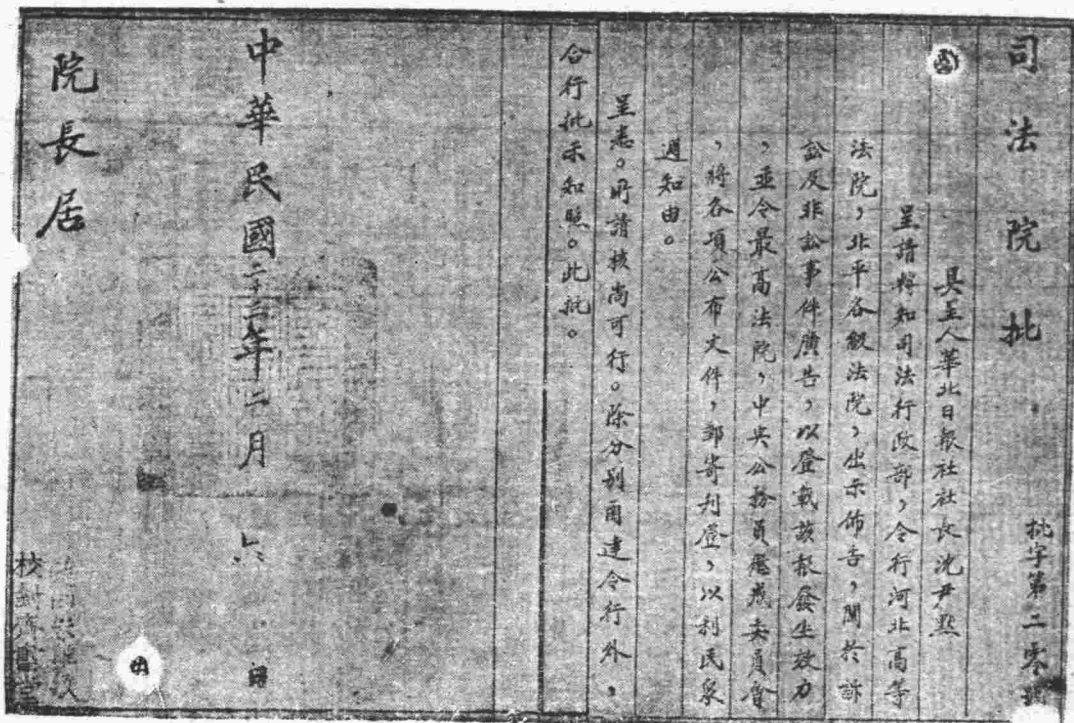 司法院批
批字第二零號
具呈人華北日報社社長沈尹默
呈請轉知司法行政部，令行河北高等
法院，北平各級法院，出示佈告，關於訴
訟及非訟事件廣告，以登載該報發生效力
，並令最高法院，中央公務員懲戒委員會
，將各項公布文件，郵寄刊登，以利民眾
週知由。
呈悉。所請核尚可行。除分別函達令行外，
合行批示知照。此批。
中華民國二十二年二月六日
院長居
校對